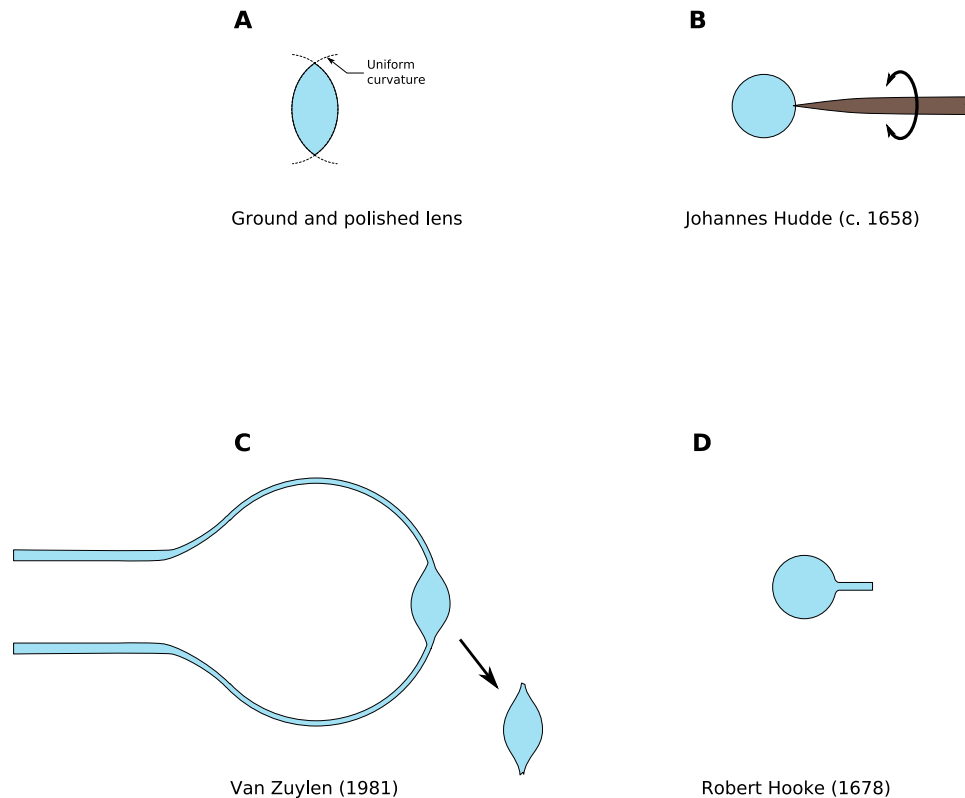 A
B
Uniform
curvature
Ground and polished lens
Johannes Hudde (c. 1658)
C
D
Van Zuylen (1981)
Robert Hooke (1678)